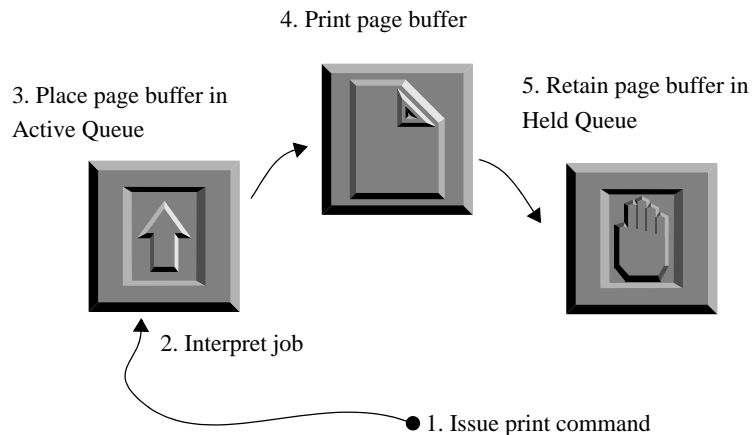 4. Print page buffer
3. Place page buffer in
Active Queue
5. Retain page buffer in
Held Queue
2. Interpret job
1. Issue print command